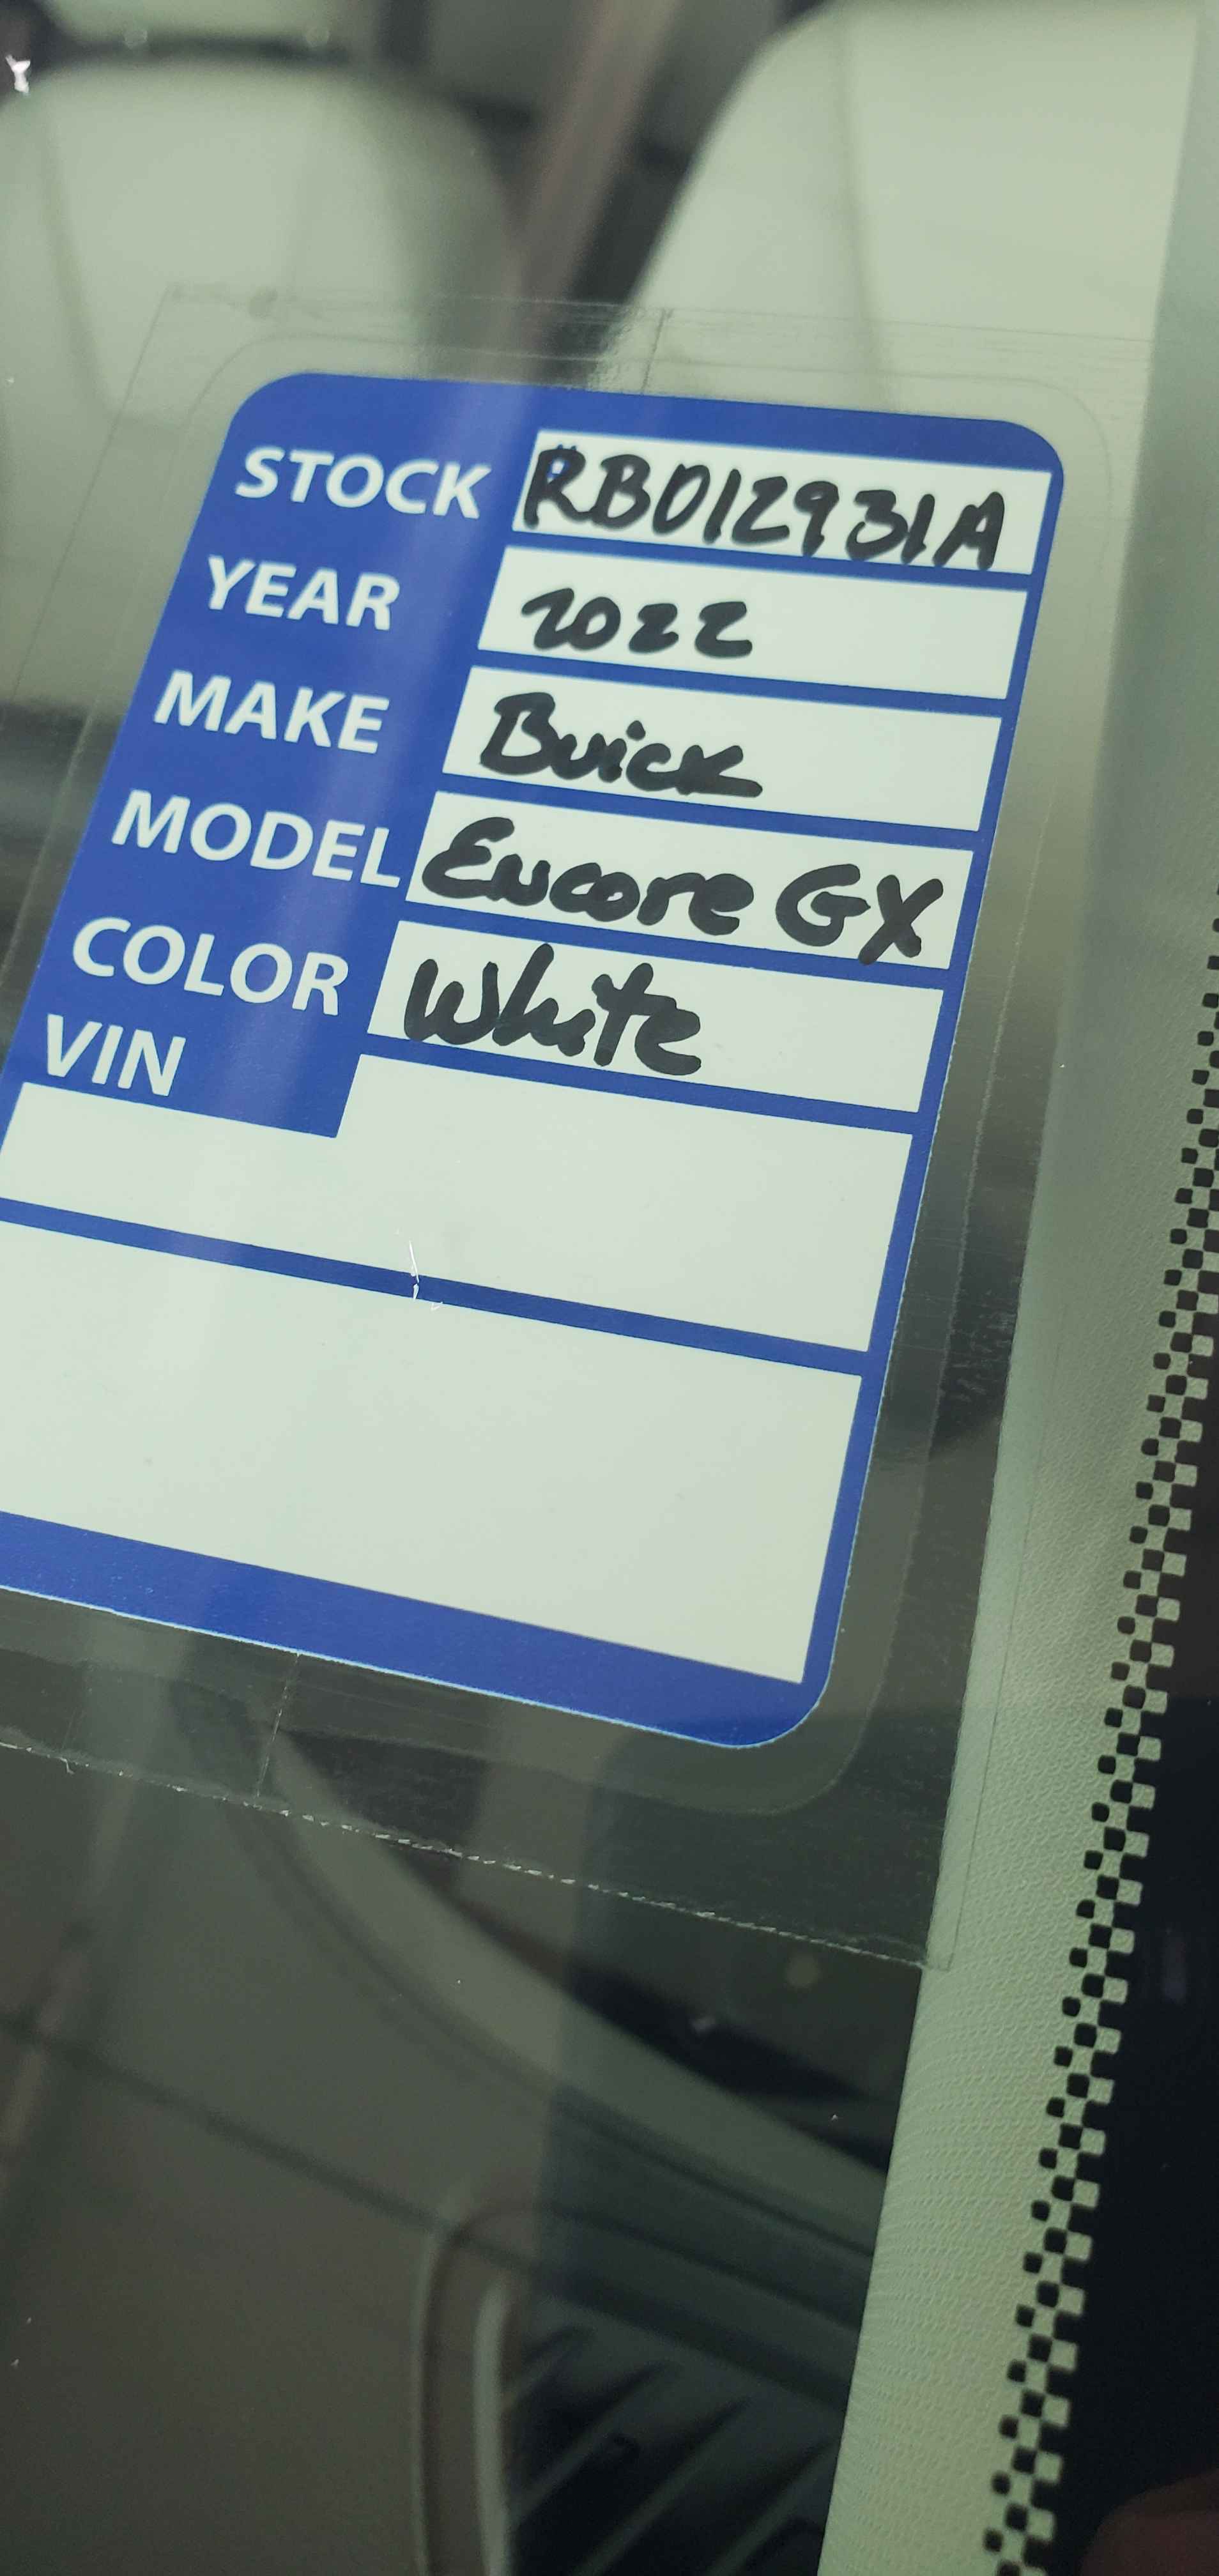 STOCK RB012931A
YEAR 2022
MAKE Buick
MODEL Encore GX
COLOR White
VIN